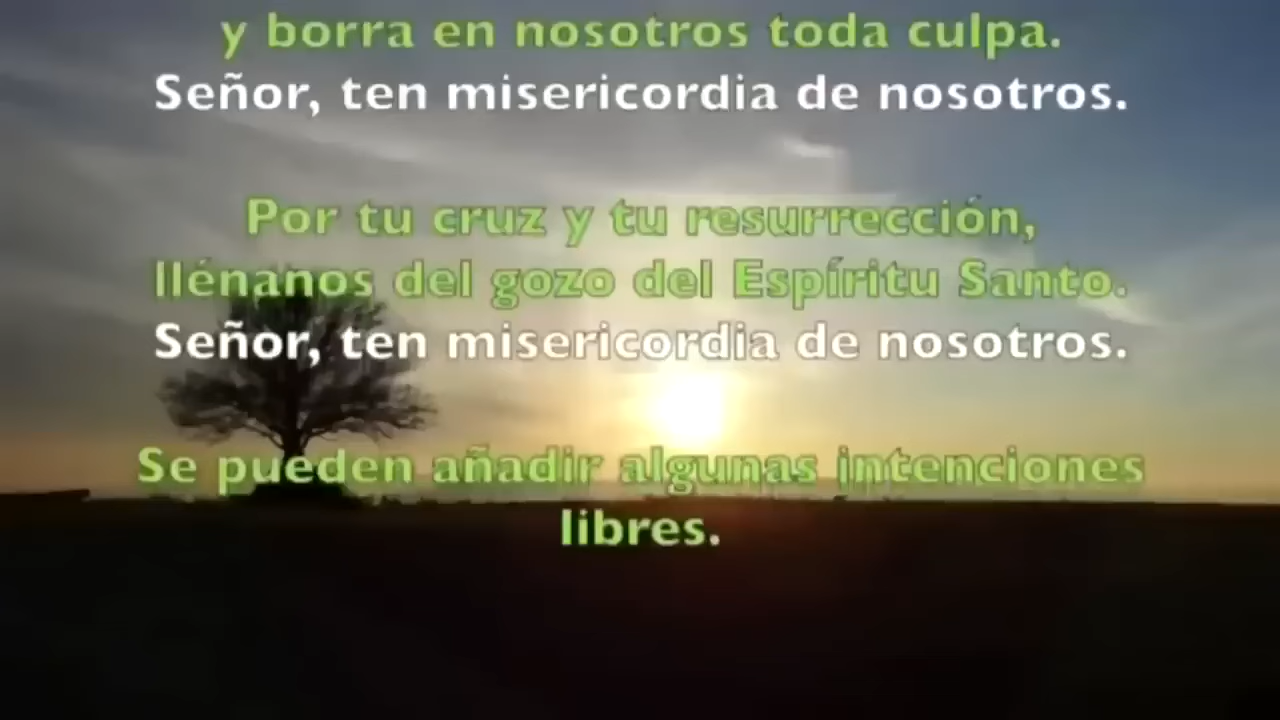 y borra en nosotros toda culpa.
Señor, ten misericordia de nosotros.
Por tu cruz y tu resurrección,
llénanos del gozo del Espíritu Santo.
Señor, ten misericordia de nosotros.
Se pueden añadir algunas intenciones
libres.